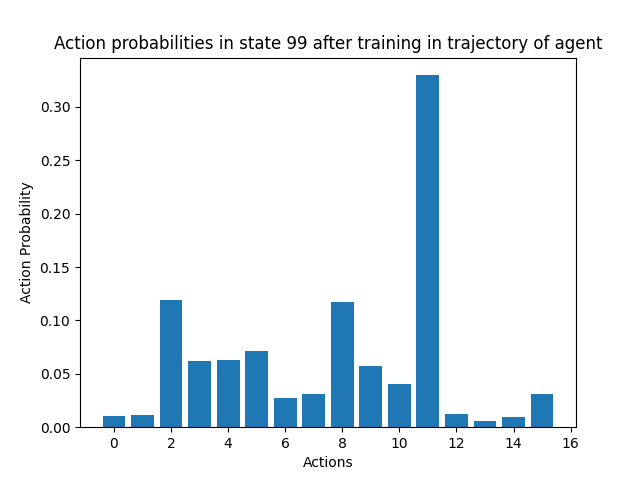 Action probabilities in state 99 after training in trajectory of agent
0.30
0.25
0.20
0.15
0.10
0.05
0.00
Action Probability
0 2 4 6 8 10 12 14 16
Actions